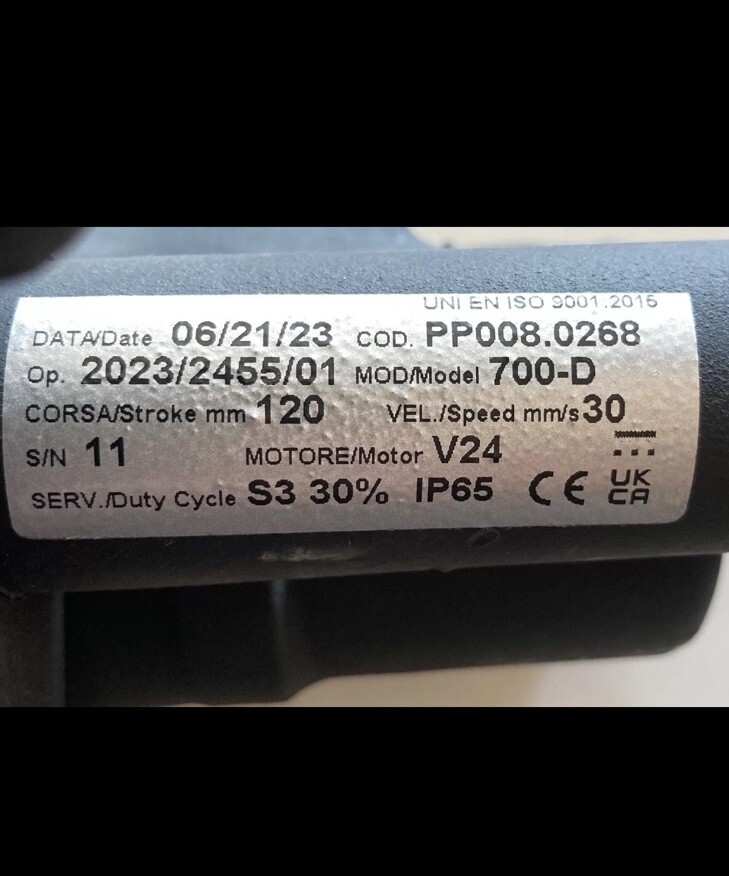 UNI EN ISO 9001:2015
DATA/Date 06/21/23 COD. PP008.0268
Op. 2023/2455/01 MOD/Model 700-D
CORSA/Stroke mm 120 VEL./Speed mm/s 30
S/N 11 MOTORE/Motor V24
SERV./Duty Cycle S3 30% IP65 CE UKCA